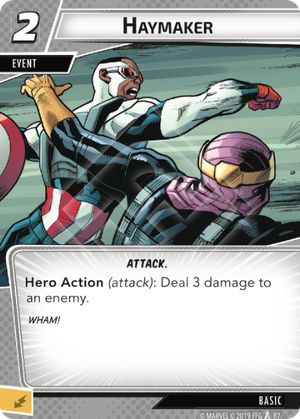 2
HAYMAKER
EVENT
ATTACK.
Hero Action (attack): Deal 3 damage to
an enemy.
WHAM!
BASIC
© MARVEL © 2019 FFG A 87